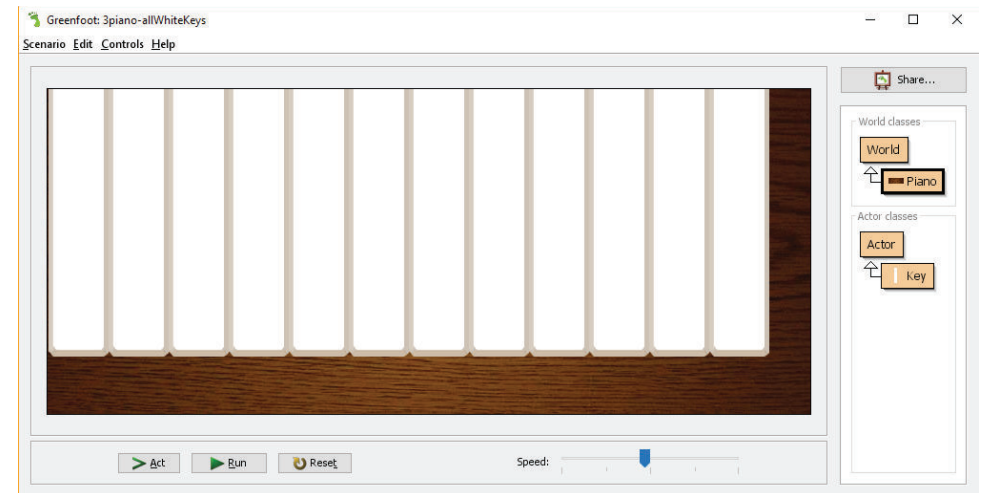 Greenfoot: 3piano-allWhiteKeys
Scenario Edit Controls Help
Share...
World classes
World
Piano
Actor classes
Actor
Key
Act
Run
Reset
Speed: